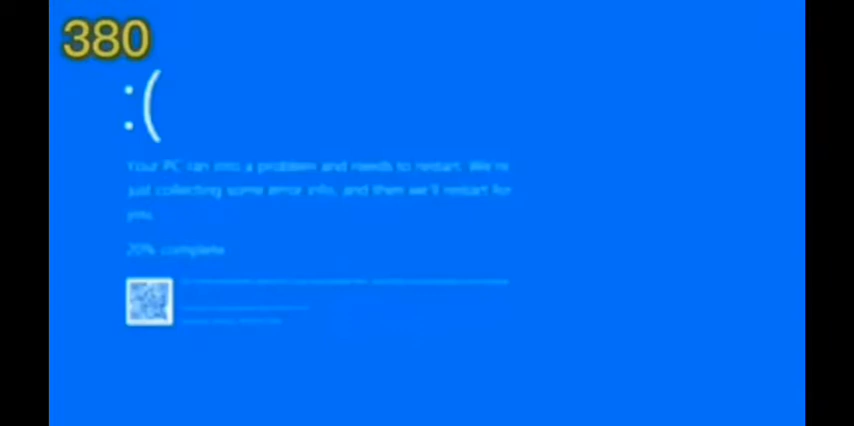 380
:(
Your PC ran into a problem and needs to restart. We're
just collecting some error info, and then we'll restart for
you.
20% complete